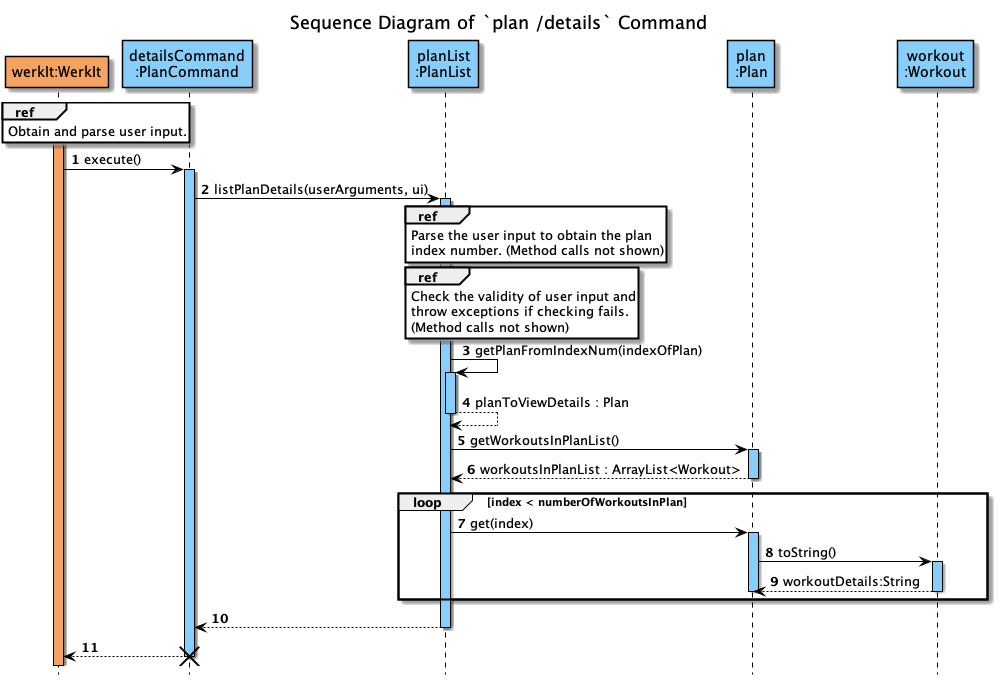 Sequence Diagram of `plan /details` Command
werkIt:WerkIt
detailsCommand
:PlanCommand
planList
:PlanList
plan
:Plan
workout
:Workout
ref
Obtain and parse user input.
1 execute()
2 listPlanDetails(userArguments, ui)
ref
Parse the user input to obtain the plan
index number. (Method calls not shown)
ref
Check the validity of user input and
throw exceptions if checking fails.
(Method calls not shown)
3 getPlanFromIndexNum(indexOfPlan)
4 planToViewDetails : Plan
5 getWorkoutsInPlanList()
6 workoutsInPlanList : ArrayList<Workout>
loop [index < numberOfWorkoutsInPlan]
7 get(index)
8 toString()
9 workoutDetails:String
10
11